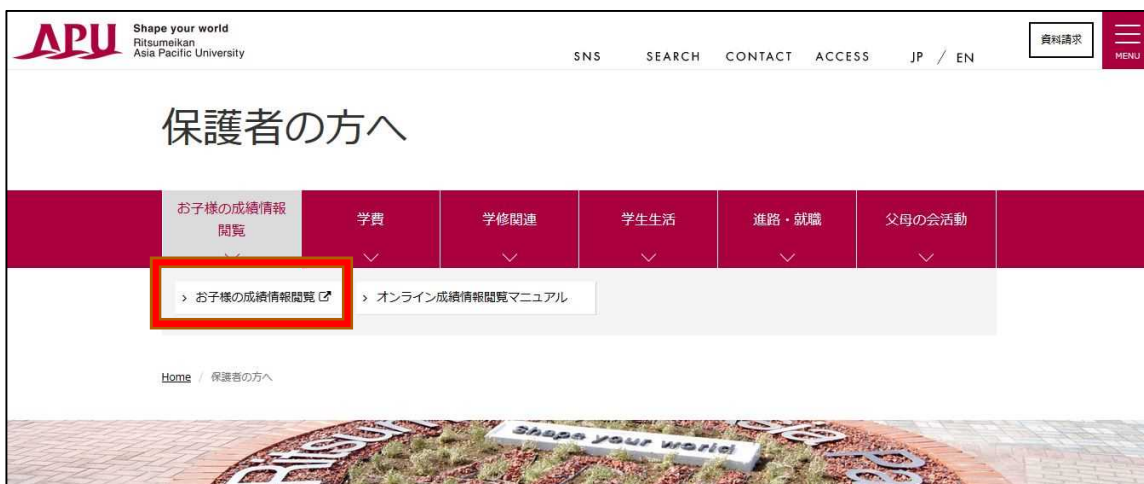 APU
Shape your world
Ritsumeikan
Asia Pacific University
SNS SEARCH CONTACT ACCESS JP / EN
資料請求
MENU
保護者の方へ
お子様の成績情報
閲覧
学費
学修関連
学生生活
進路・就職
父母の会活動
› お子様の成績情報閲覧
› オンライン成績情報閲覧マニュアル
Home / 保護者の方へ
Shape your world
Ritsum